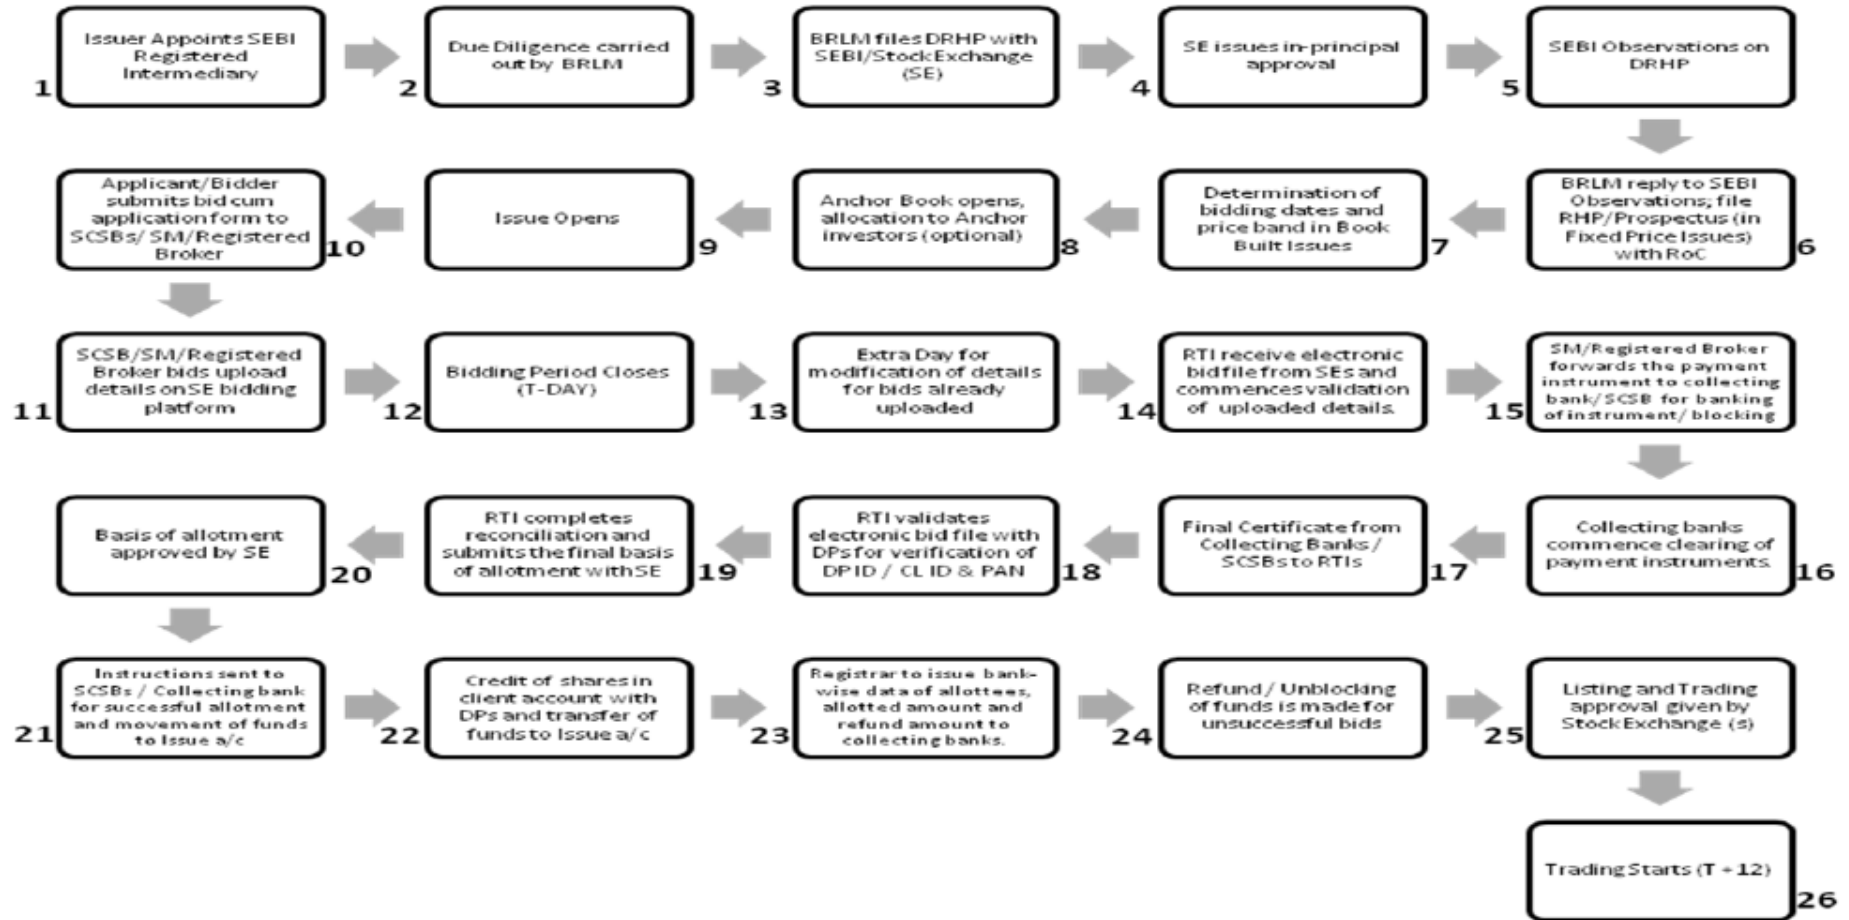 Issuer Appoints SEBI
Registered
Intermediary
1
Due Diligence carried
out by BRLM
2
BRLM files DRHP with
SEBI/Stock Exchange
(SE)
3
SE issues in-principal
approval
4
SEBI Observations on
DRHP
5
BRLM reply to SEBI
Observations; file
RHP/Prospectus (in
Fixed Price Issues)
with RoC
6
Determination of
bidding dates and
price band in Book
Built Issues
7
Anchor Book opens,
allocation to Anchor
investors (optional)
8
Issue Opens
9
Applicant/Bidder
submits bid cum
application form to
SCSBs/ SM/Registered
Broker
10
SCSB/SM/Registered
Broker bids upload
details on SE bidding
platform
11
Bidding Period Closes
(T-DAY)
12
Extra Day for
modification of details
for bids already
uploaded
13
RTI receive electronic
bid file from SEs and
commences validation
of uploaded details.
14
SM/Registered Broker
forwards the payment
instrument to collecting
bank/ SCSB for banking
of instrument/ blocking
15
Collecting banks
commence clearing of
payment instruments.
16
Final Certificate from
Collecting Banks /
SCSBs to RTIs
17
RTI validates
electronic bid file with
DPs for verification of
DP ID / CL ID & PAN
18
RTI completes
reconciliation and
submits the final basis
of allotment with SE
19
Basis of allotment
approved by SE
20
Instructions sent to
SCSBs / Collecting bank
for successful allotment
and movement of funds
to Issue a/c
21
Credit of shares in
client account with
DPs and transfer of
funds to Issue a/c
22
Registrar to issue bank-
wise data of allottees,
allotted amount and
refund amount to
collecting banks.
23
Refund / Unblocking
of funds is made for
unsuccessful bids
24
Listing and Trading
approval given by
Stock Exchange (s)
25
Trading Starts (T + 12)
26